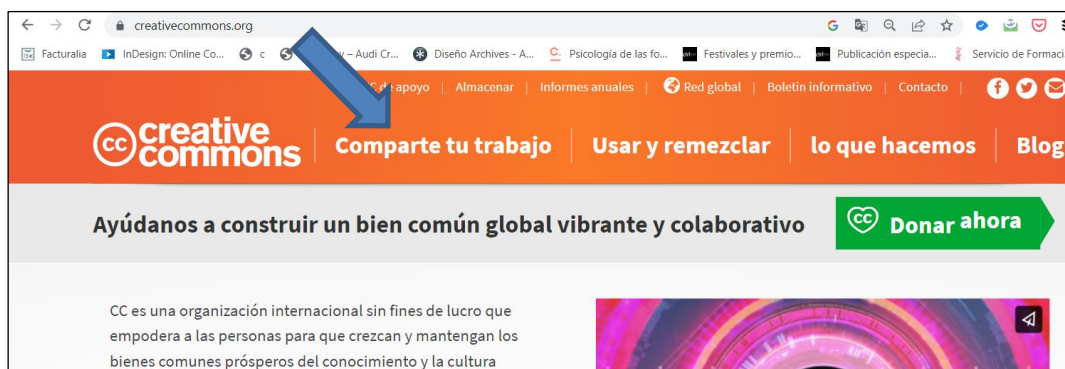 creativecommons.org
Facturalia InDesign: Online Co... c – Audi Cr... Diseño Archives - A... Psicología de las fo... Festivales y premio... Publicación especia... Servicio de Formaci
de apoyo | Almacenar | Informes anuales | Red global | Boletín informativo | Contacto |
cc creative commons
Comparte tu trabajo | Usar y remezclar | lo que hacemos | Blog
Ayúdanos a construir un bien común global vibrante y colaborativo
cc Donar ahora
CC es una organización internacional sin fines de lucro que
empodera a las personas para que crezcan y mantengan los
bienes comunes prósperos del conocimiento y la cultura